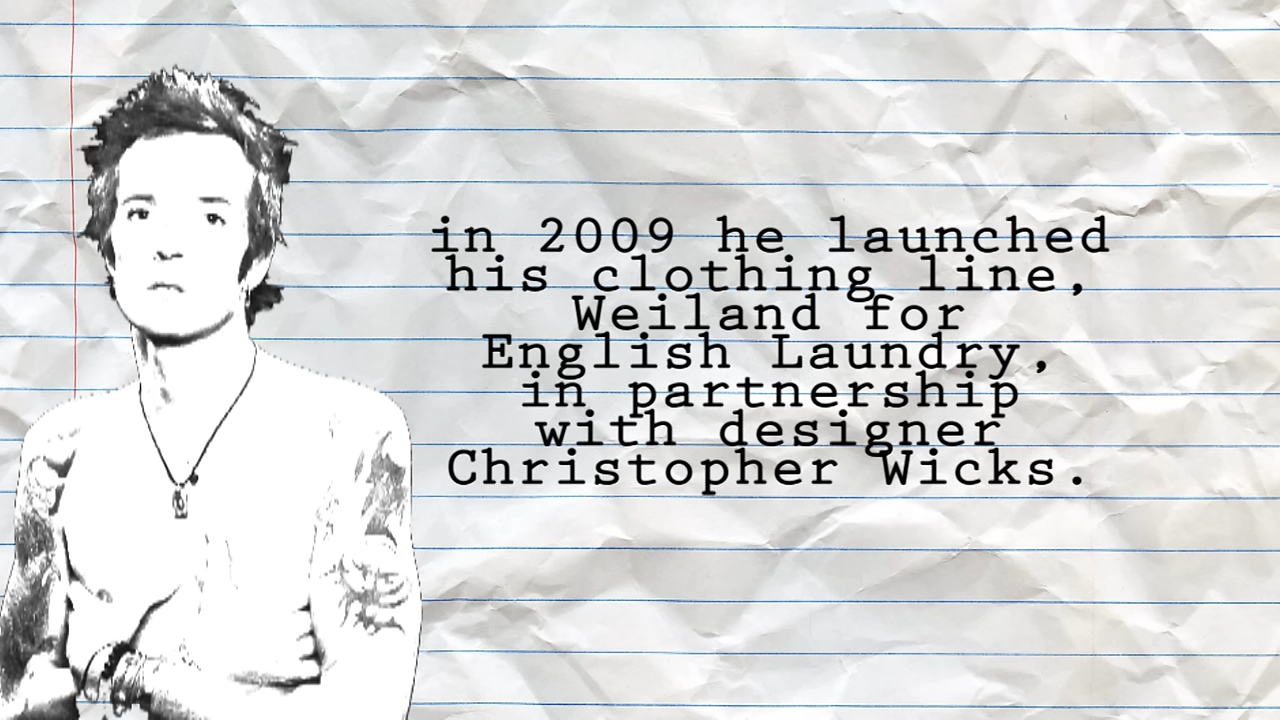 in 2009 he launched
his clothing line,
Weiland for
English Laundry,
in partnership
with designer
Christopher Wicks.